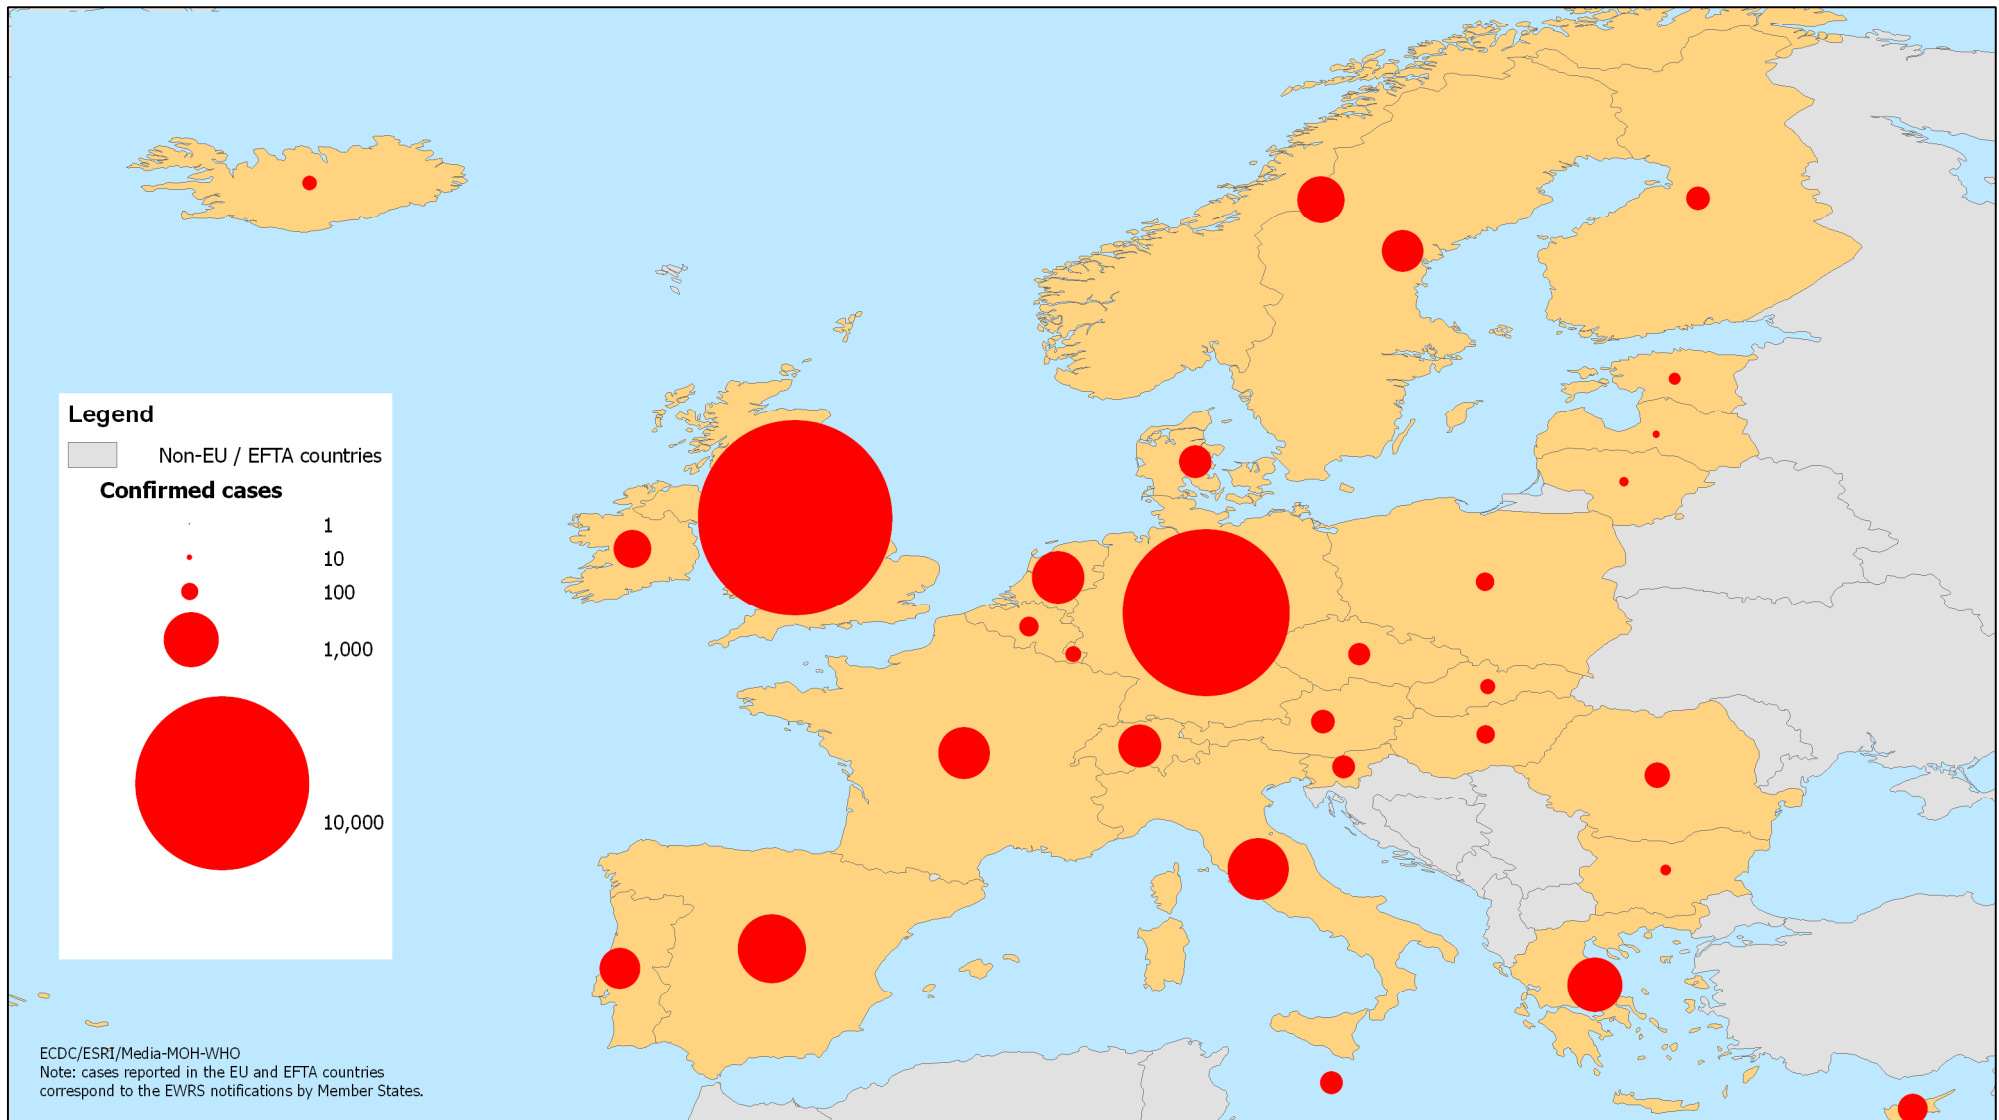 Legend
Non-EU / EFTA countries
Confirmed cases
1
10
100
1,000
10,000
ECDC/ESRI/Media-MOH-WHO
Note: cases reported in the EU and EFTA countries
correspond to the EWRS notifications by Member States.